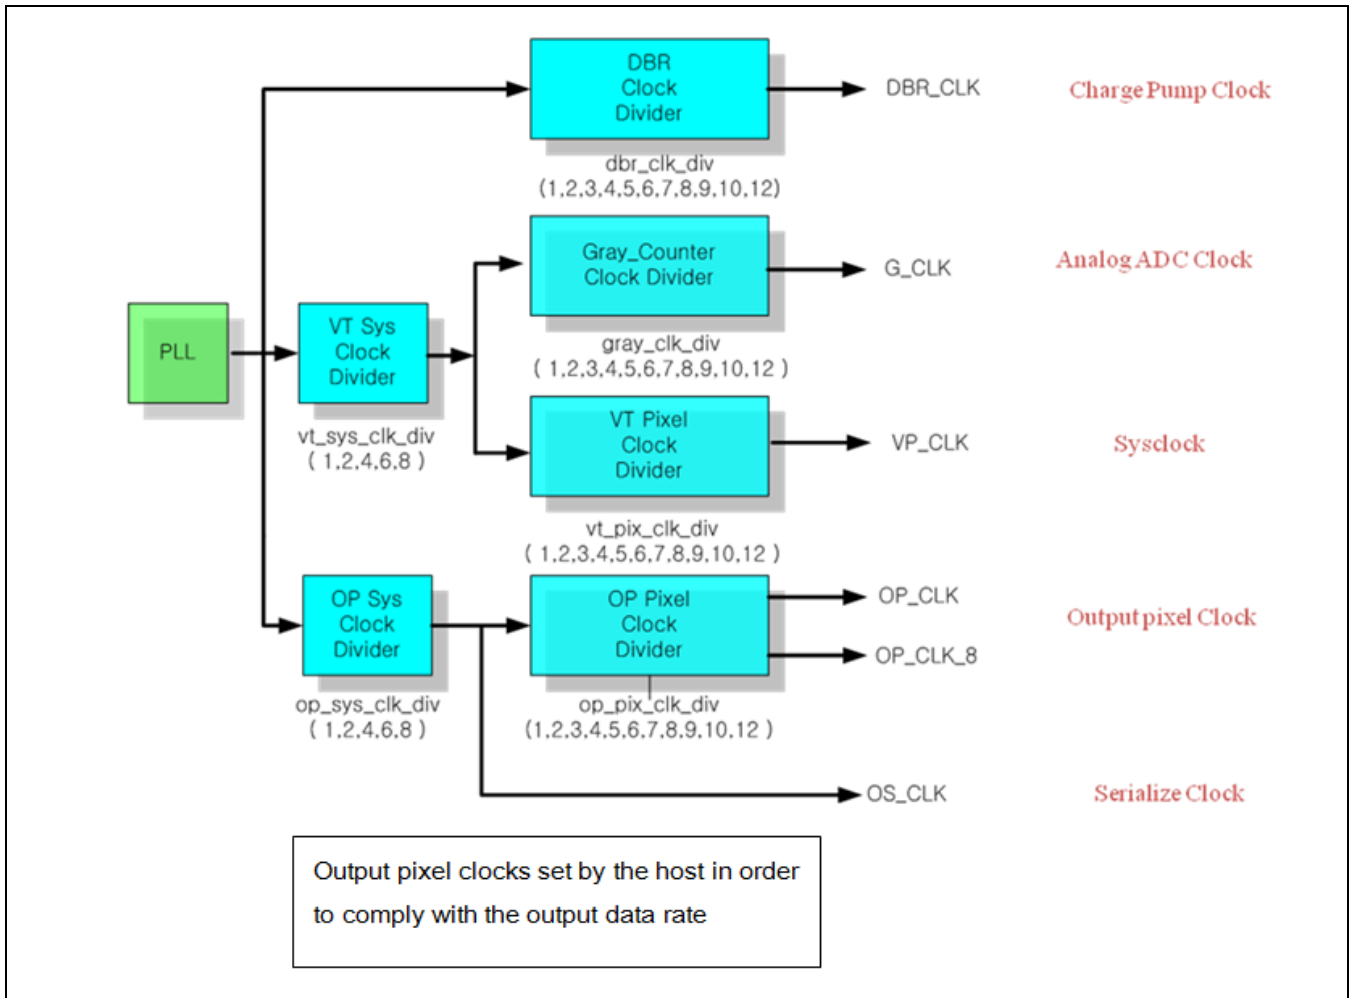 DBR
Clock
Divider
DBR_CLK
Charge Pump Clock
dbr_clk_div
(1,2,3,4,5,6,7,8,9,10,12)
Gray_Counter
Clock Divider
G_CLK
Analog ADC Clock
gray_clk_div
( 1,2,3,4,5,6,7,8,9,10,12 )
PLL
VT Sys
Clock
Divider
vt_sys_clk_div
( 1,2,4,6,8 )
VT Pixel
Clock
Divider
VP_CLK
Sysclock
vt_pix_clk_div
( 1,2,3,4,5,6,7,8,9,10,12 )
OP Sys
Clock
Divider
op_sys_clk_div
( 1,2,4,6,8 )
OP Pixel
Clock
Divider
OP_CLK
OP_CLK_8
Output pixel Clock
op_pix_clk_div
(1,2,3,4,5,6,7,8,9,10,12 )
OS_CLK
Serialize Clock
Output pixel clocks set by the host in order
to comply with the output data rate